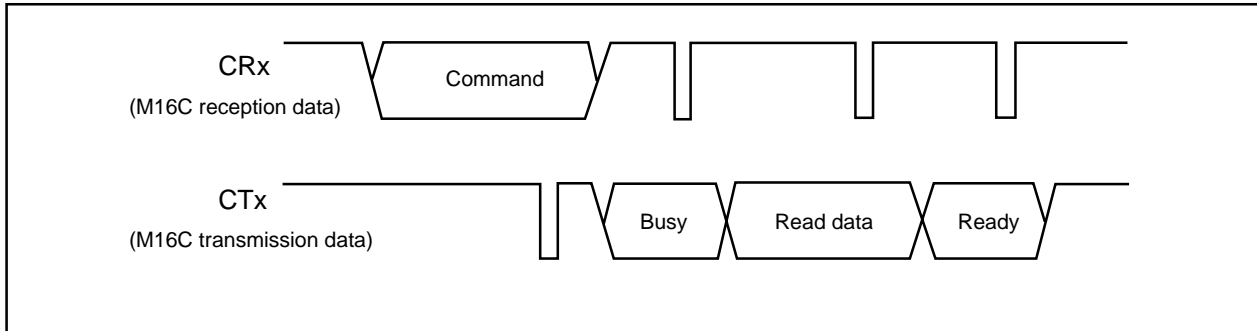 CRx
(M16C reception data)
Command
CTx
(M16C transmission data)
Busy
Read data
Ready